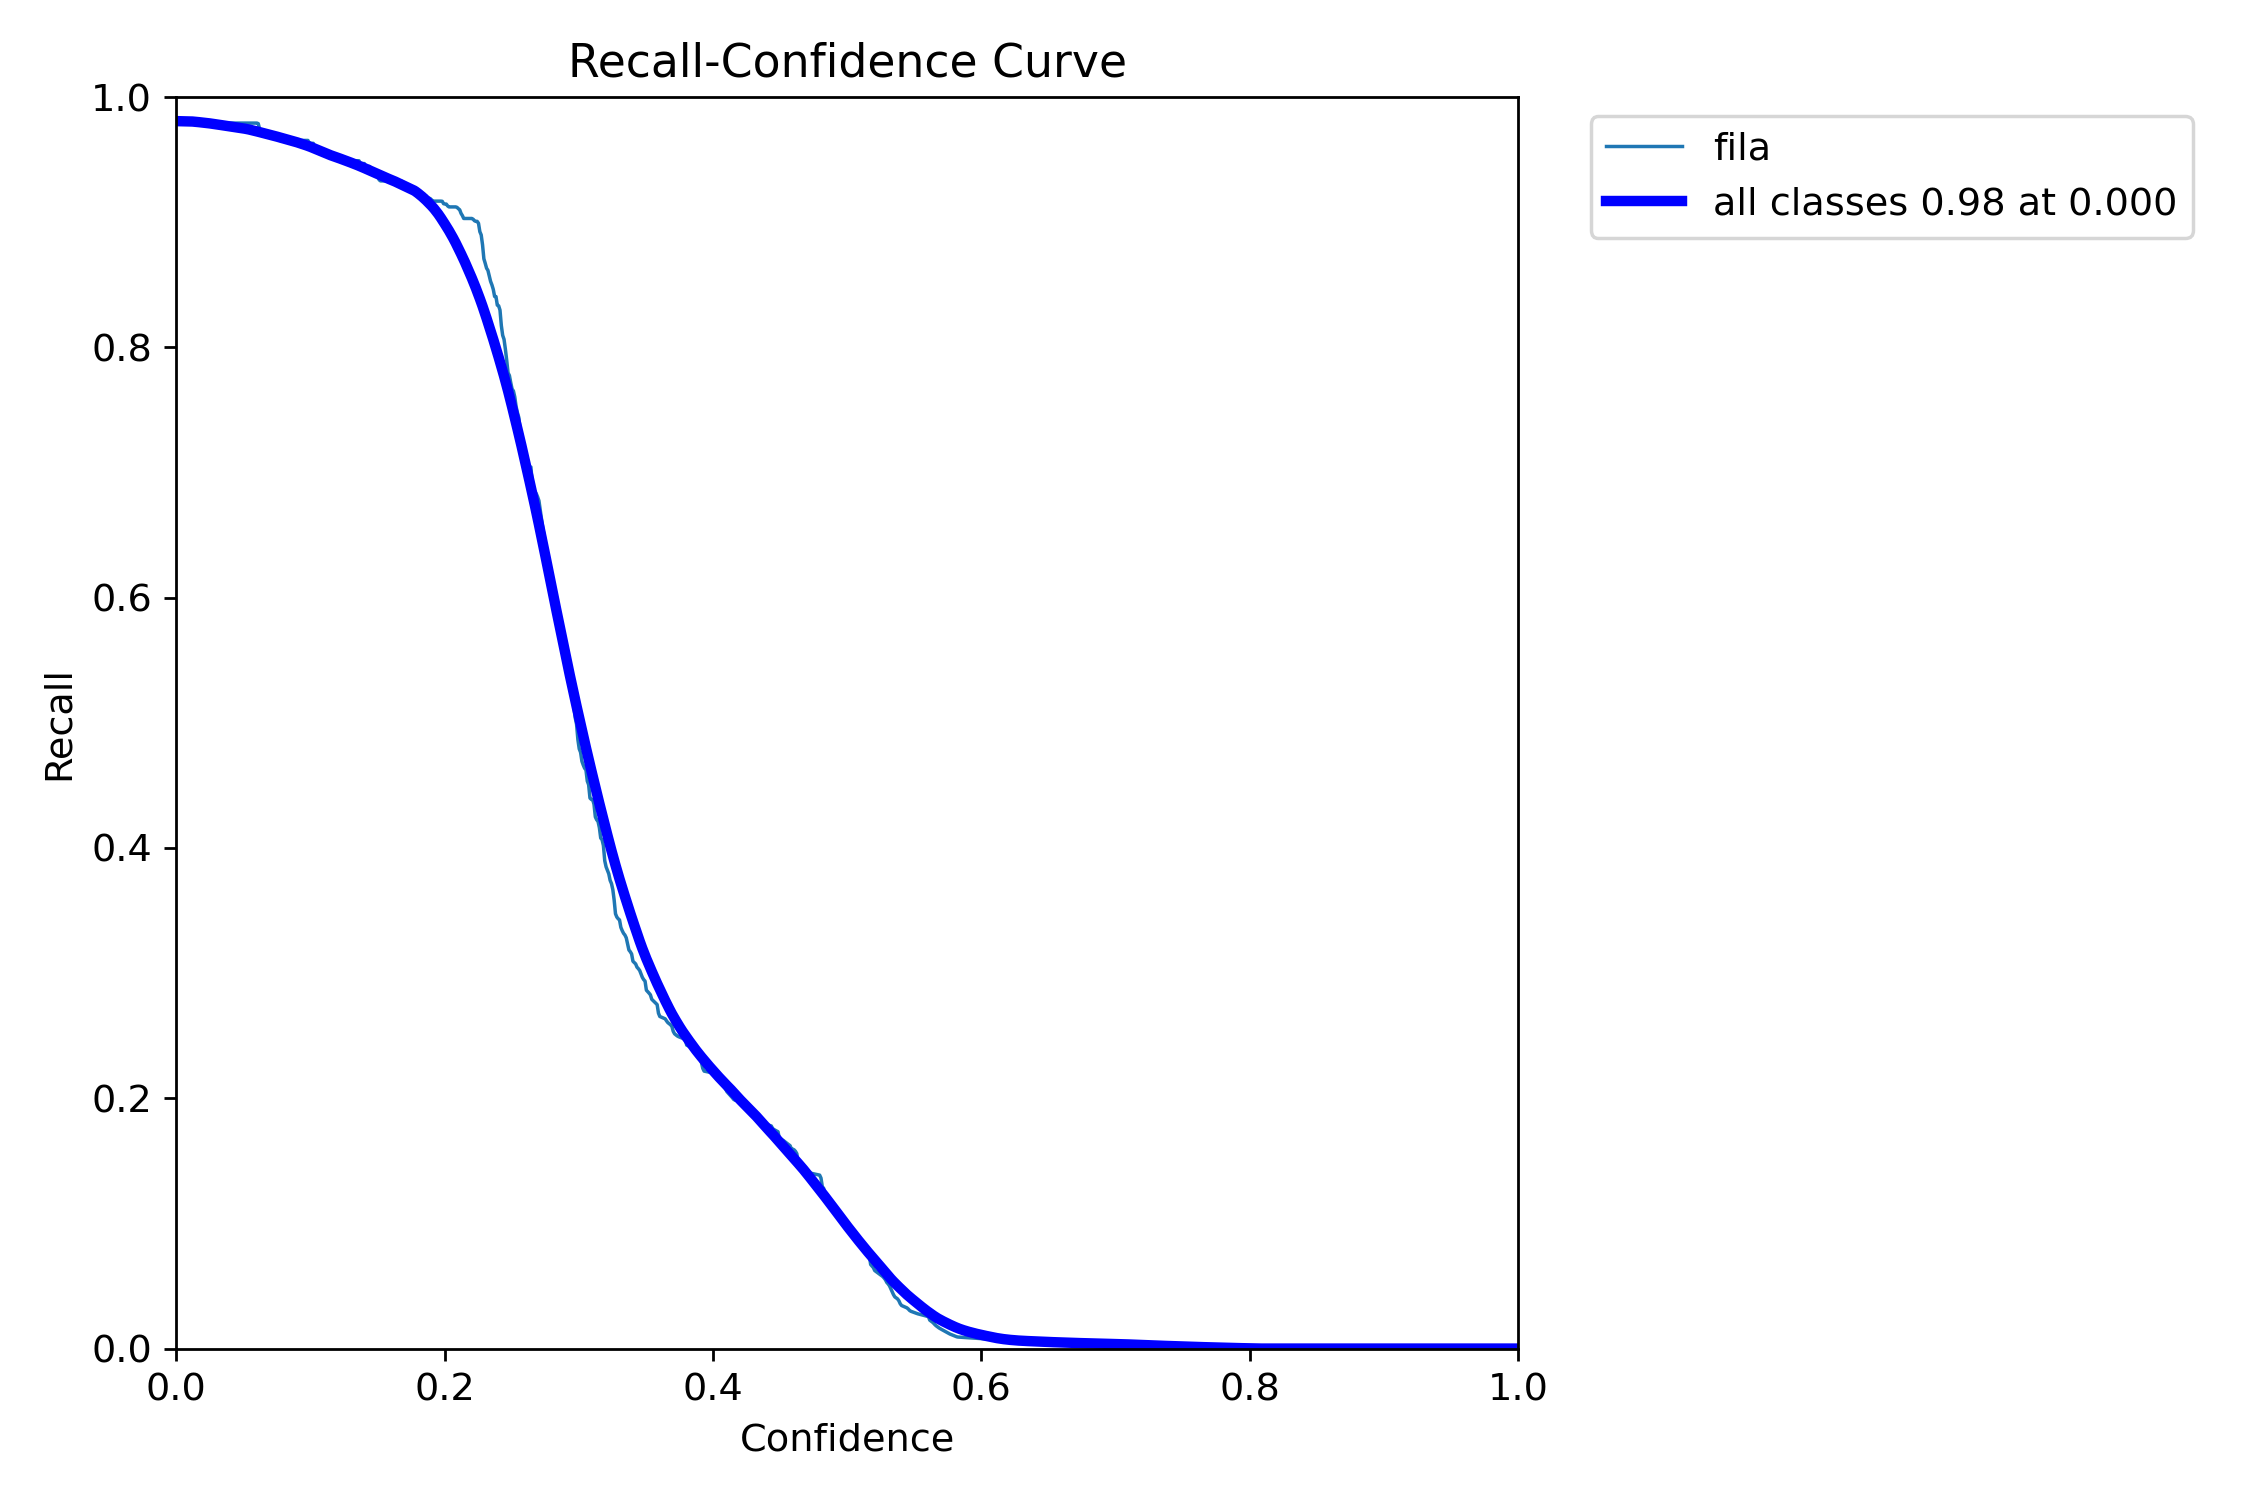 Recall-Confidence Curve
1.0
0.8
0.6
0.4
0.2
0.0
Recall
0.0 0.2 0.4 0.6 0.8 1.0
Confidence
fila
all classes 0.98 at 0.000